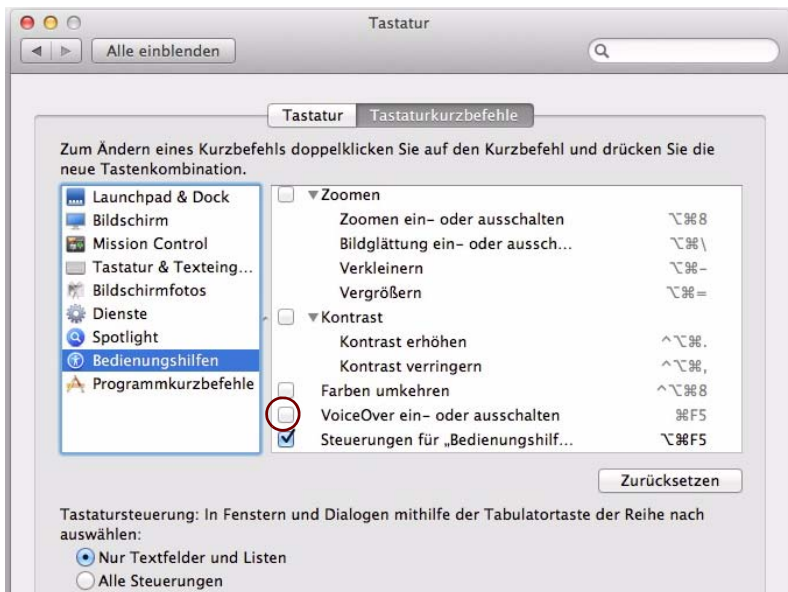 Tastatur
Alle einblenden
Tastatur Tastaturkurzbefehle
Zum Ändern eines Kurzbefehls doppelklicken Sie auf den Kurzbefehl und drücken Sie die
neue Tastenkombination.
Launchpad & Dock
Bildschirm
Mission Control
Tastatur & Texteing...
Bildschirmfotos
Dienste
Spotlight
Bedienungshilfen
Programmkurzbefehle
Zoomen
Zoomen ein- oder ausschalten ⌥⌘8
Bildglättung ein- oder aussch... ⌥⌘\
Verkleinern ⌥⌘-
Vergrößern ⌥⌘=
Kontrast
Kontrast erhöhen ^⌥⌘.
Kontrast verringern ^⌥⌘,
Farben umkehren ^⌥⌘8
VoiceOver ein- oder ausschalten ⌘F5
Steuerungen für „Bedienungshilf... ⌥⌘F5
Zurücksetzen
Tastatursteuerung: In Fenstern und Dialogen mithilfe der Tabulatortaste der Reihe nach
auswählen:
Nur Textfelder und Listen
Alle Steuerungen